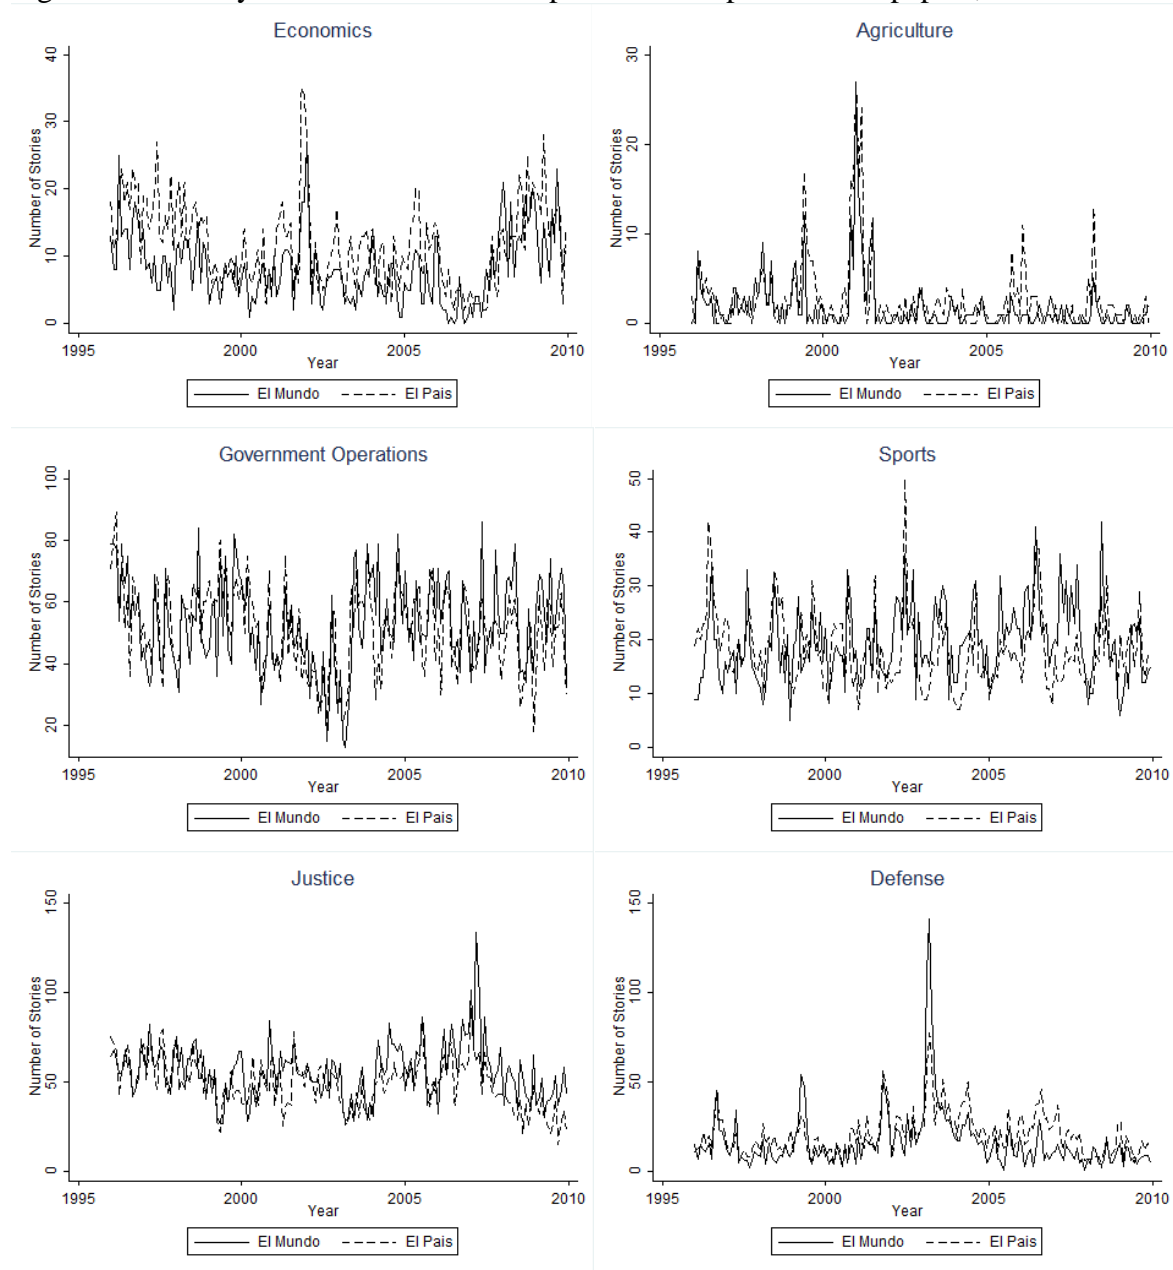 Economics
Number of Stories
0 10 20 30 40
1995 2000 2005 2010
Year
El Mundo El Pais
Agriculture
Number of Stories
0 10 20 30
1995 2000 2005 2010
Year
El Mundo El Pais
Government Operations
Number of Stories
20 40 60 80 100
1995 2000 2005 2010
Year
El Mundo El Pais
Sports
Number of Stories
0 10 20 30 40 50
1995 2000 2005 2010
Year
El Mundo El Pais
Justice
Number of Stories
0 50 100 150
1995 2000 2005 2010
Year
El Mundo El Pais
Defense
Number of Stories
0 50 100 150
1995 2000 2005 2010
Year
El Mundo El Pais